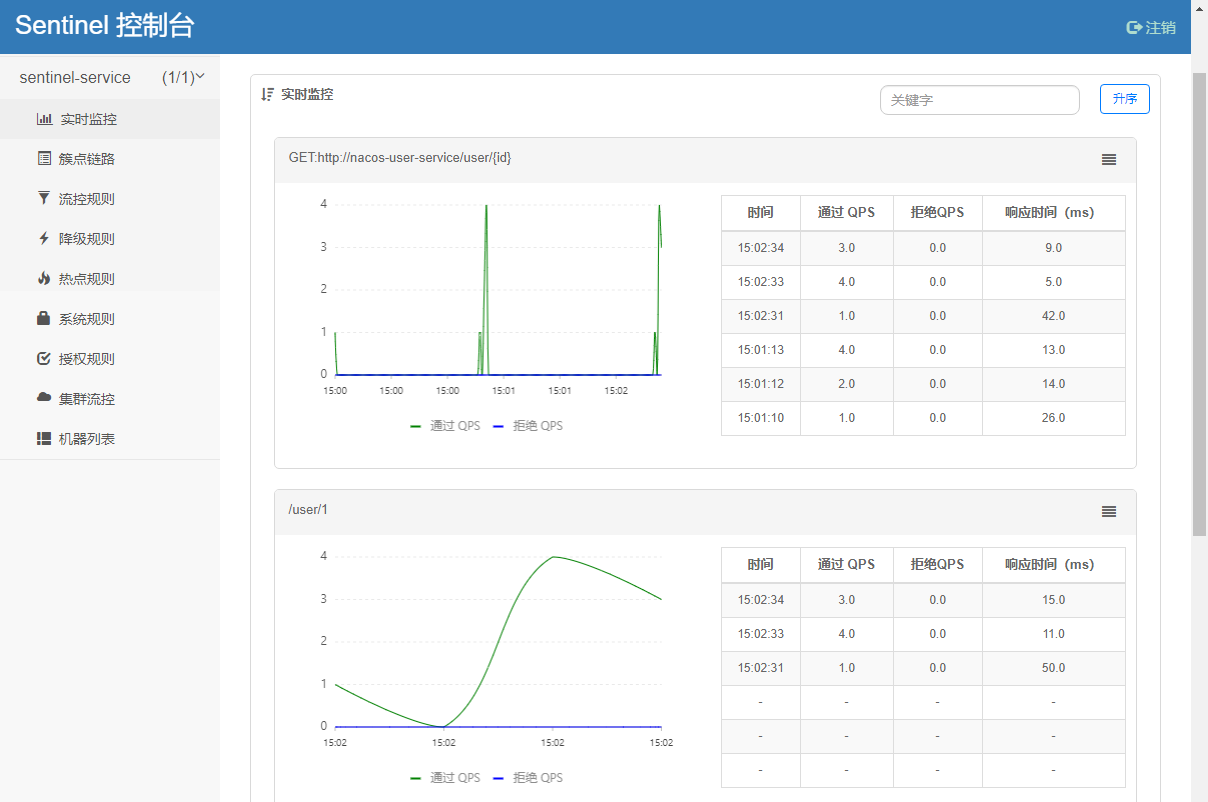 Sentinel 控制台
注销
sentinel-service (1/1)
实时监控
簇点链路
流控规则
降级规则
热点规则
系统规则
授权规则
集群流控
机器列表
实时监控
关键字
升序
GET:http://nacos-user-service/user/{id}
4
3
2
1
0
15:00 15:00 15:00 15:01 15:01 15:02
通过 QPS 拒绝 QPS
时间 通过 QPS 拒绝QPS 响应时间（ms）
15:02:34 3.0 0.0 9.0
15:02:33 4.0 0.0 5.0
15:02:31 1.0 0.0 42.0
15:01:13 4.0 0.0 13.0
15:01:12 2.0 0.0 14.0
15:01:10 1.0 0.0 26.0
/user/1
4
3
2
1
0
15:02 15:02 15:02 15:02
通过 QPS 拒绝 QPS
时间 通过 QPS 拒绝QPS 响应时间（ms）
15:02:34 3.0 0.0 15.0
15:02:33 4.0 0.0 11.0
15:02:31 1.0 0.0 50.0
- - - -
- - - -
- - - -